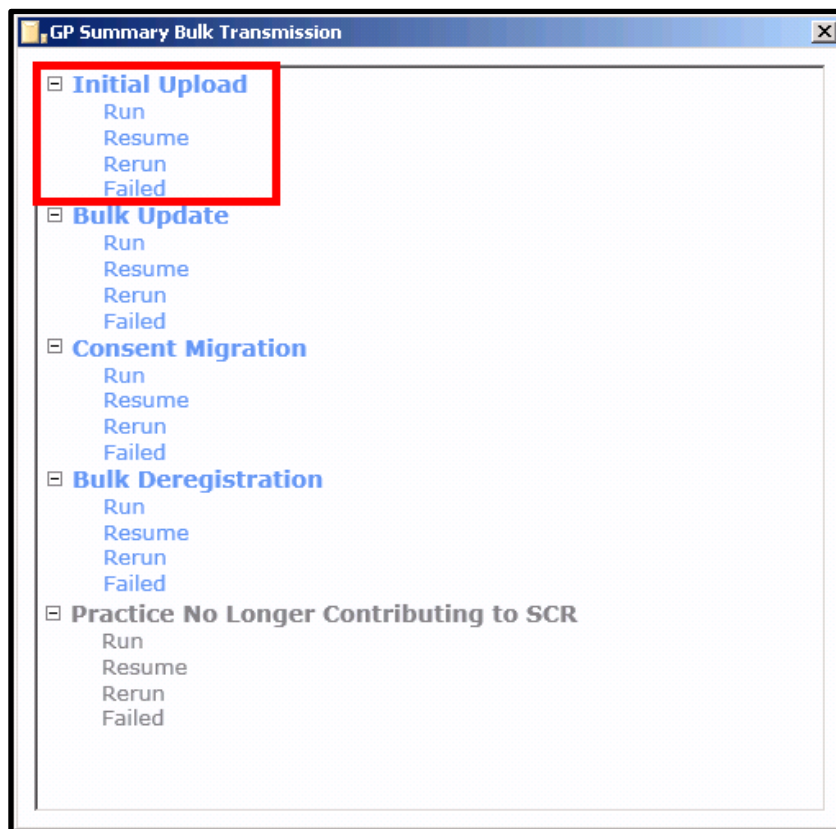 GP Summary Bulk Transmission
Initial Upload
Run
Resume
Rerun
Failed
Bulk Update
Run
Resume
Rerun
Failed
Consent Migration
Run
Resume
Rerun
Failed
Bulk Deregistration
Run
Resume
Rerun
Failed
Practice No Longer Contributing to SCR
Run
Resume
Rerun
Failed